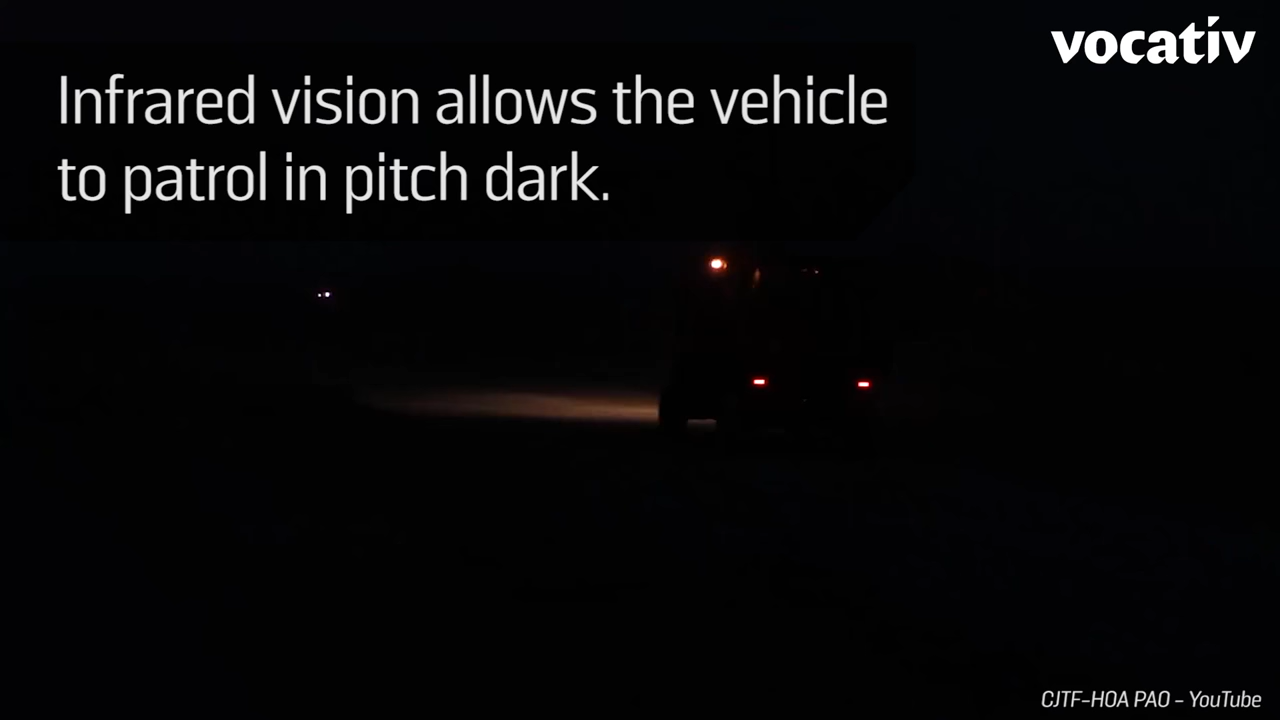 vocativ
Infrared vision allows the vehicle
to patrol in pitch dark.
CJTF-HOA PAO - YouTube